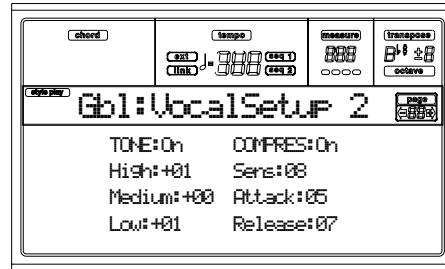 chord tempo measure transpose
ext seq 1
link seq 2
octave
style play Gbl:VocalSetup 2 page
TONE:On COMPRES:On
High:+01 Sens:08
Medium:+00 Attack:05
Low:+01 Release:07